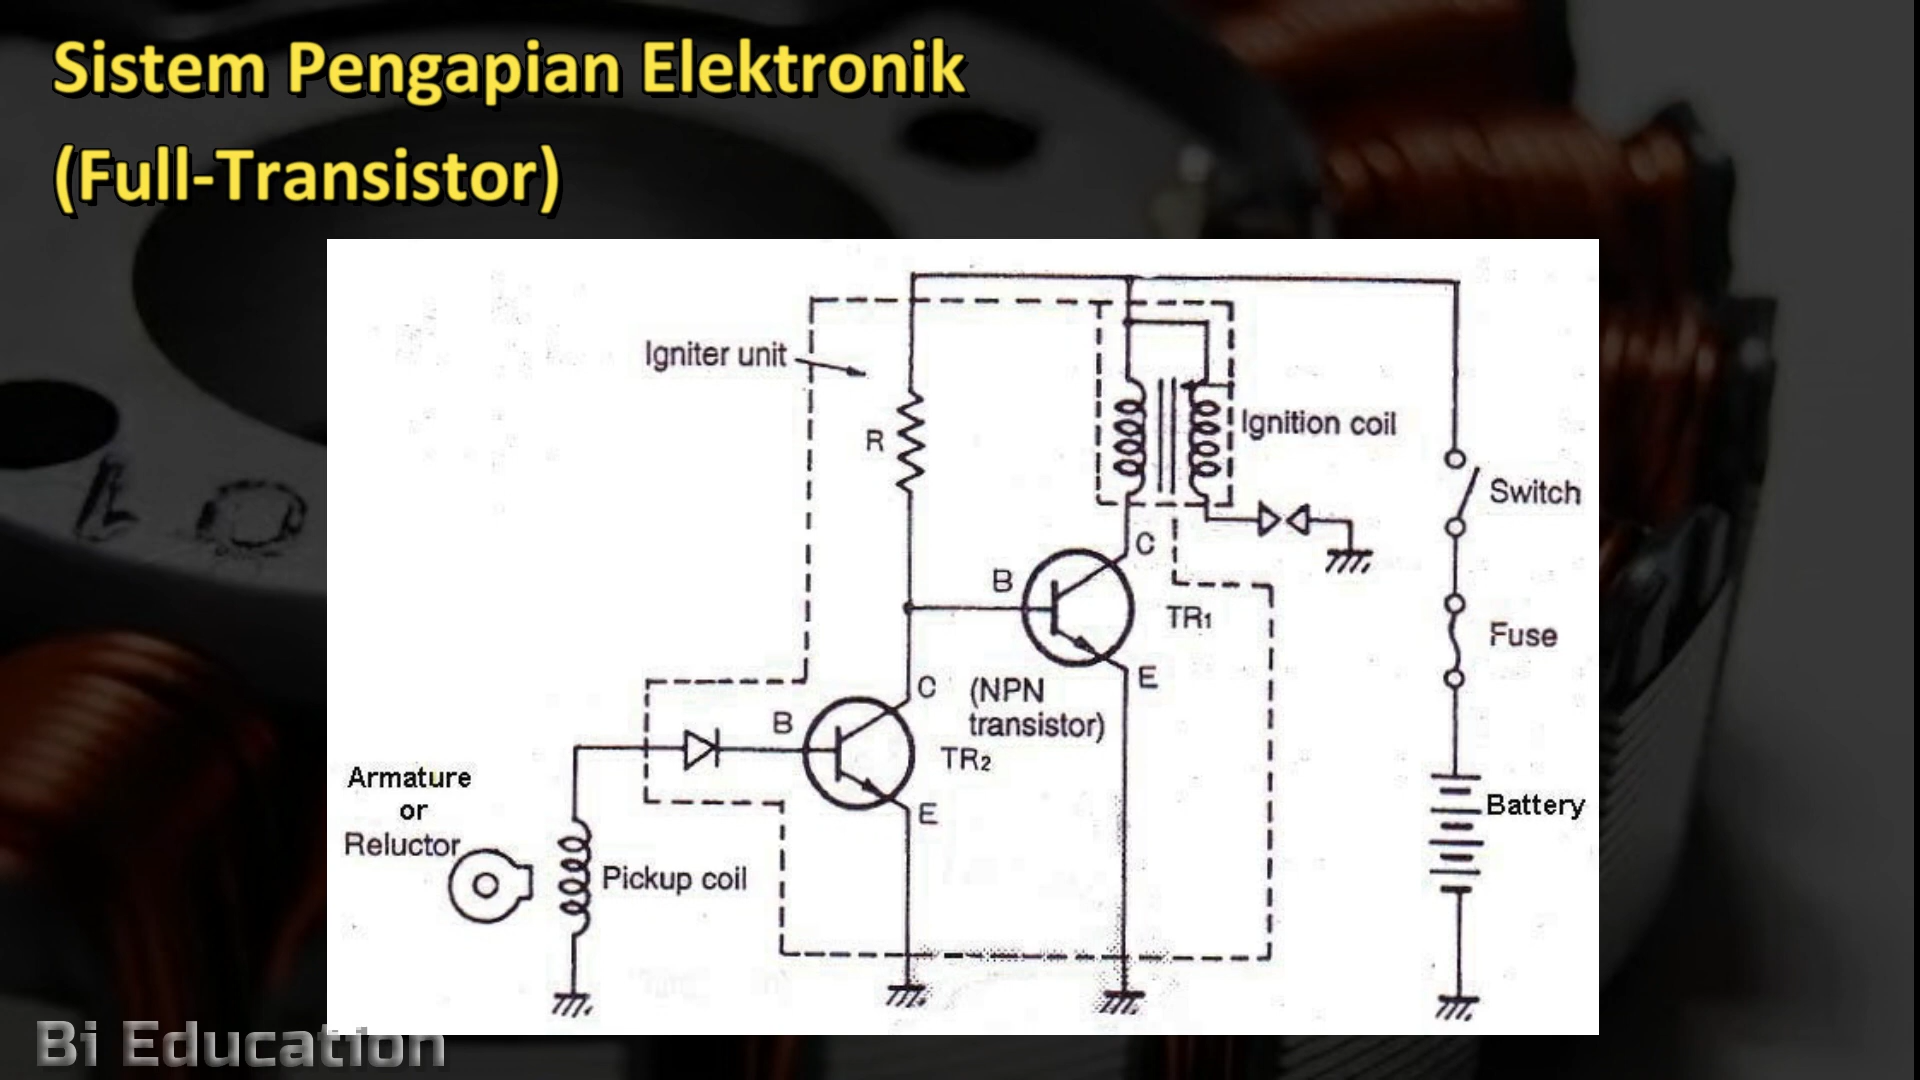 Sistem Pengapian Elektronik
(Full-Transistor)
Igniter unit
R
Ignition coil
Switch
C
B
TR1
Fuse
E
C
(NPN
transistor)
B
TR2
Armature
or
Reluctor
E
Battery
Pickup coil
LO
Bi Education